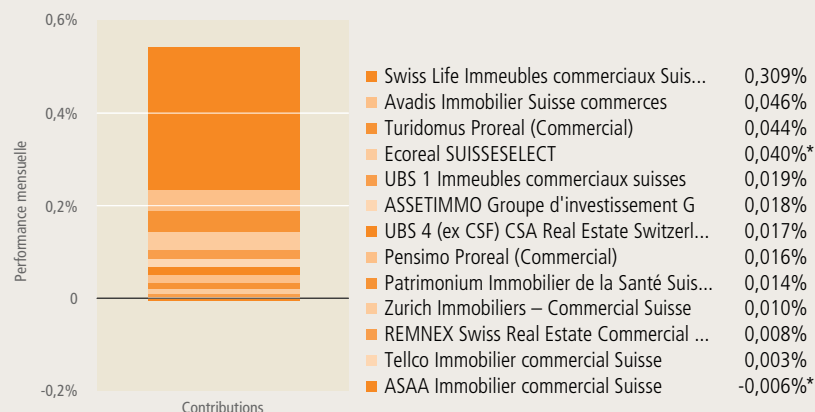 0,6%
0,4%
0,2%
0
-0,2%
Performance mensuelle
Contributions
Swiss Life Immeubles commerciaux Suis... 0,309%
Avadis Immobilier Suisse commerces 0,046%
Turidomus Proreal (Commercial) 0,044%
Ecoreal SUISSESELECT 0,040%*
UBS 1 Immeubles commerciaux suisses 0,019%
ASSETIMMO Groupe d'investissement G 0,018%
UBS 4 (ex CSF) CSA Real Estate Switzerl... 0,017%
Pensimo Proreal (Commercial) 0,016%
Patrimonium Immobilier de la Santé Suis... 0,014%
Zurich Immobiliers – Commercial Suisse 0,010%
REMNEX Swiss Real Estate Commercial ... 0,008%
Tellco Immobilier commercial Suisse 0,003%
ASAA Immobilier commercial Suisse -0,006%*